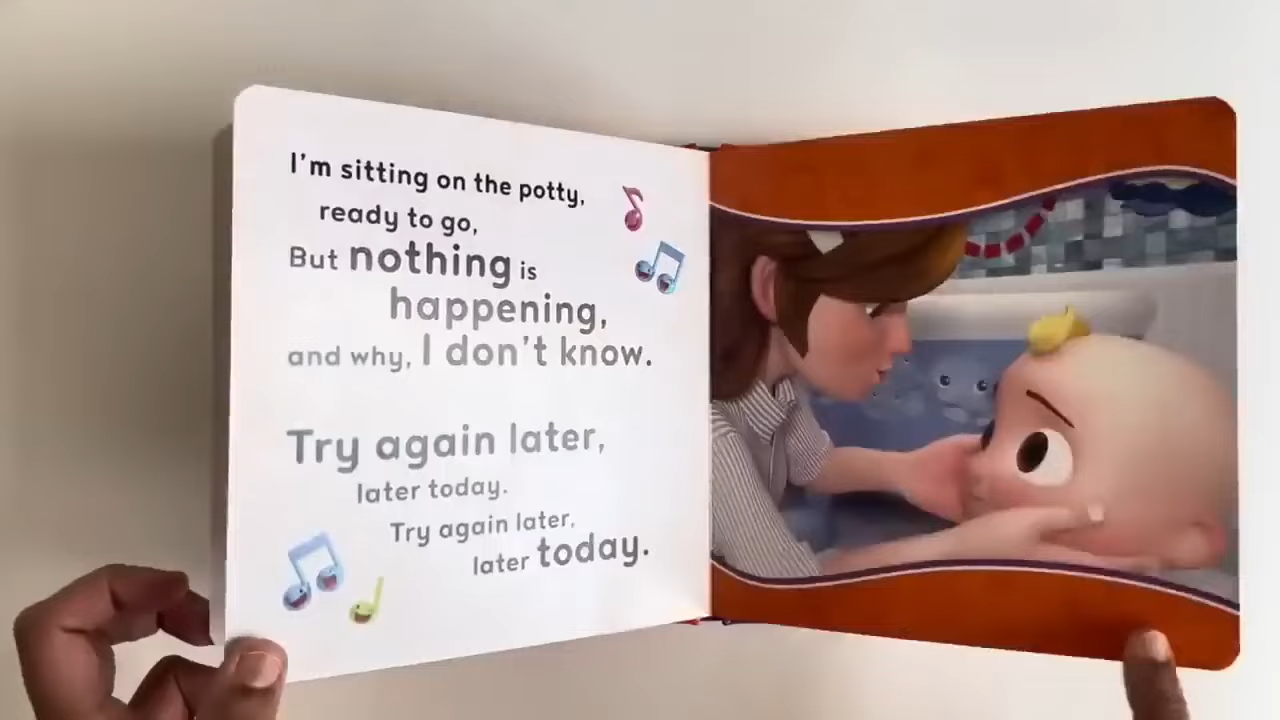 I'm sitting on the potty,
ready to go,
But nothing is
happening,
and why, I don't know.
Try again later,
later today.
Try again later,
later today.